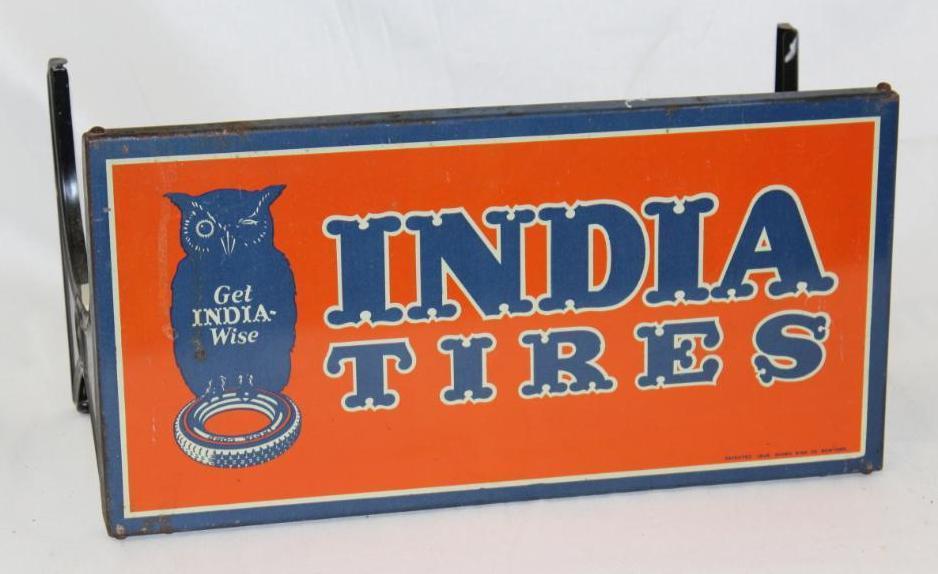 Get
INDIA-
Wise
INDIA
TIRES